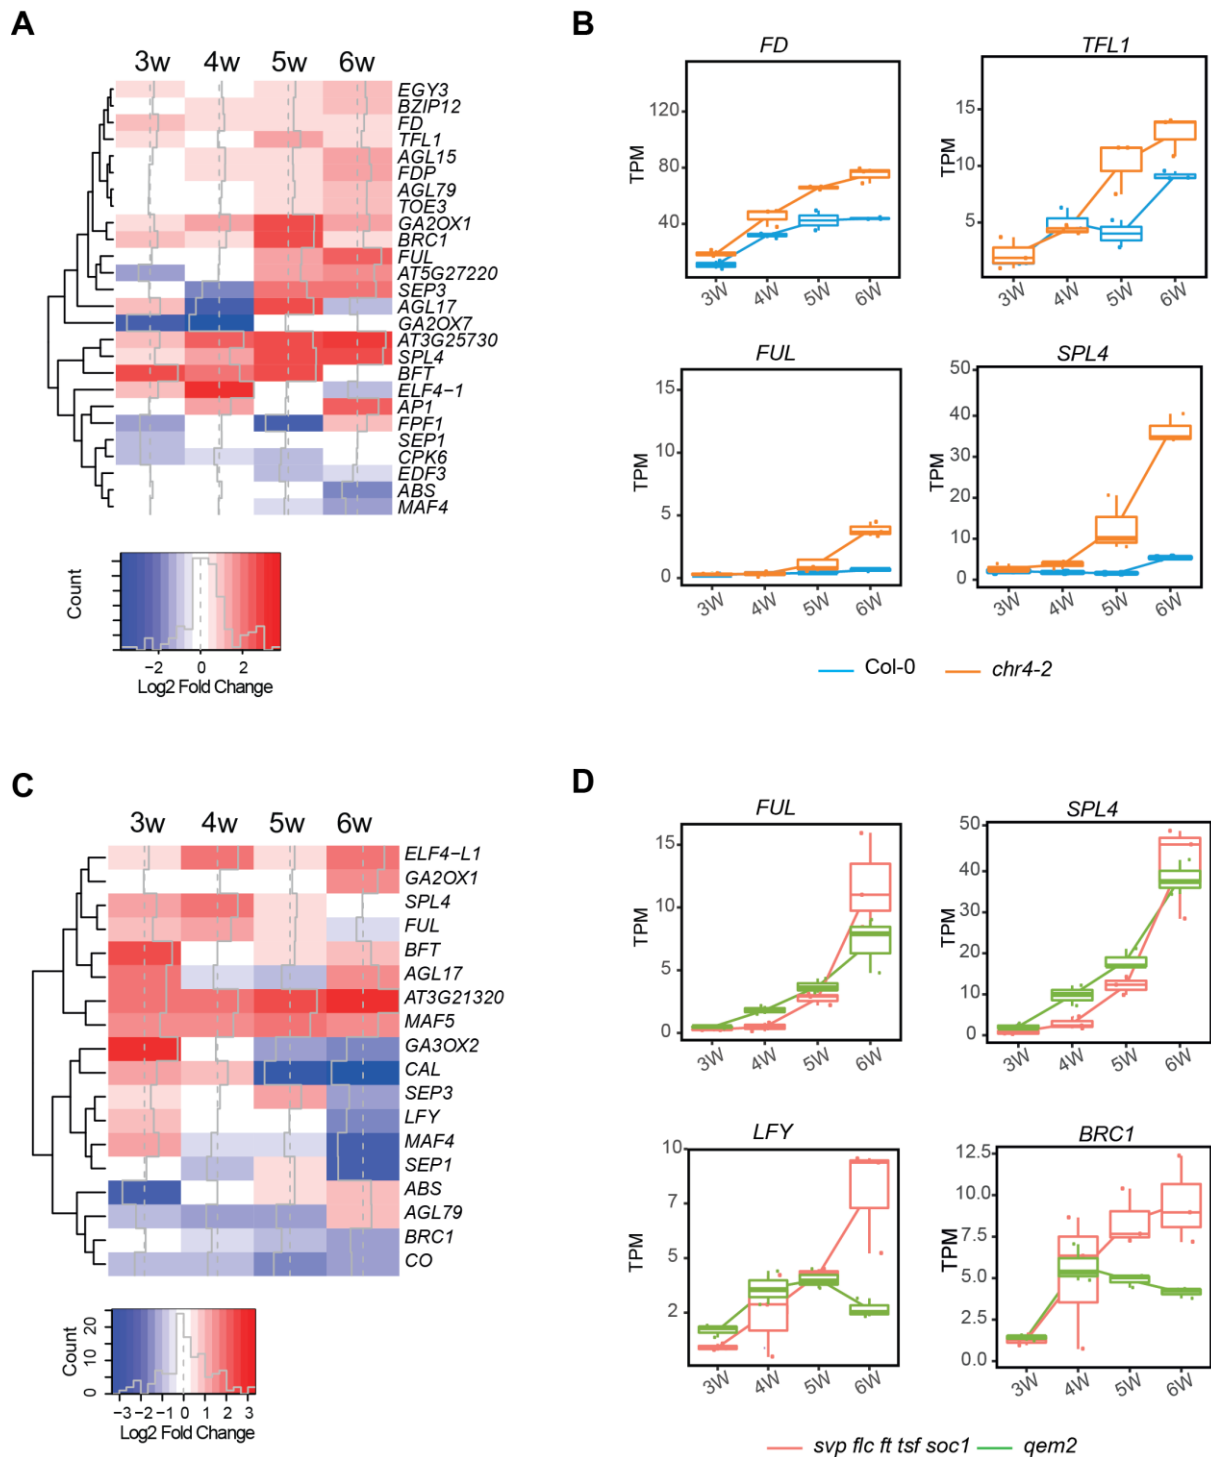 A
3w 4w 5w 6w
EGY3
BZIP12
FD
TFL1
AGL15
FDP
AGL79
TOE3
GA2OX1
BRC1
FUL
AT5G27220
SEP3
AGL17
GA2OX7
AT3G25730
SPL4
BFT
ELF4−1
AP1
FPF1
SEP1
CPK6
EDF3
ABS
MAF4
Count
−2 0 2
Log2 Fold Change
B
FD
TPM
120
80
40
3W 4W 5W 6W
TFL1
TPM
15
10
5
3W 4W 5W 6W
FUL
TPM
15
10
5
0
3W 4W 5W 6W
SPL4
TPM
50
40
30
20
10
0
3W 4W 5W 6W
Col-0 chr4-2
C
3w 4w 5w 6w
ELF4−L1
GA2OX1
SPL4
FUL
BFT
AGL17
AT3G21320
MAF5
GA3OX2
CAL
SEP3
LFY
MAF4
SEP1
ABS
AGL79
BRC1
CO
Count
20
10
0
−3 −2 −1 0 1 2 3
Log2 Fold Change
D
FUL
TPM
15
10
5
0
3W 4W 5W 6W
SPL4
TPM
50
40
30
20
10
0
3W 4W 5W 6W
LFY
TPM
10
7
5
2
3W 4W 5W 6W
BRC1
TPM
12.5
10.0
7.5
5.0
2.5
0.0
3W 4W 5W 6W
svp flc ft tsf soc1 qem2